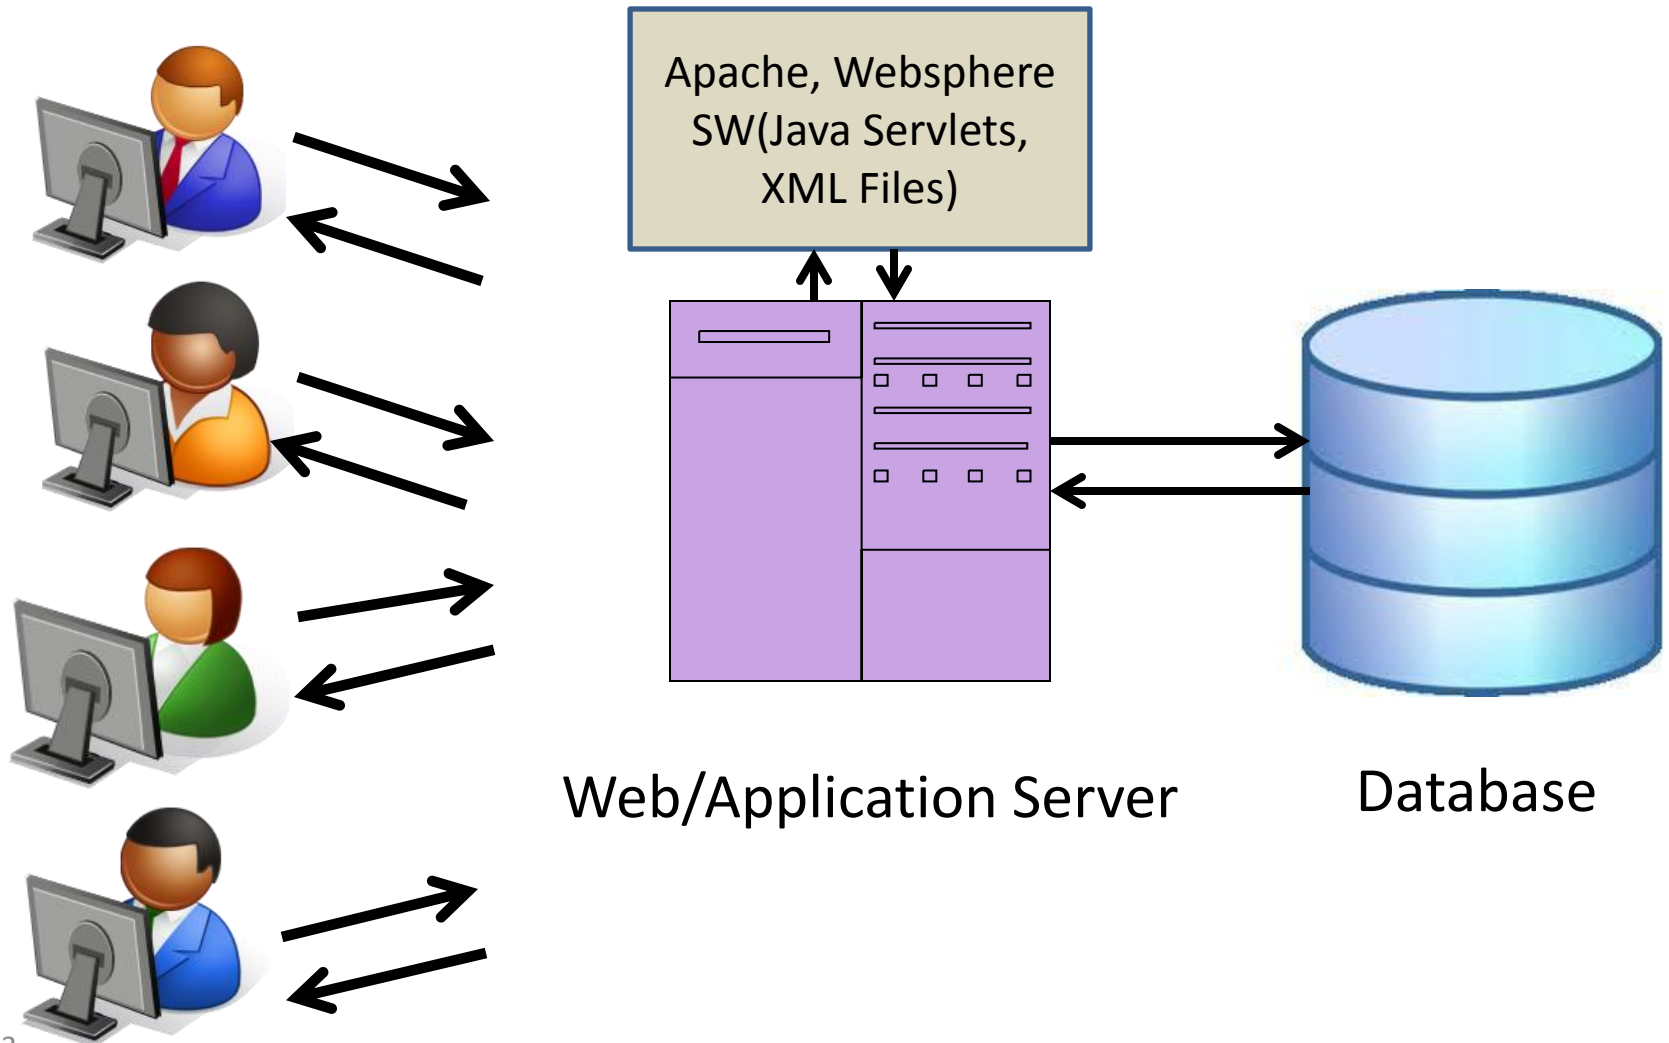 Apache, Websphere
SW(Java Servlets,
XML Files)
Web/Application Server
Database